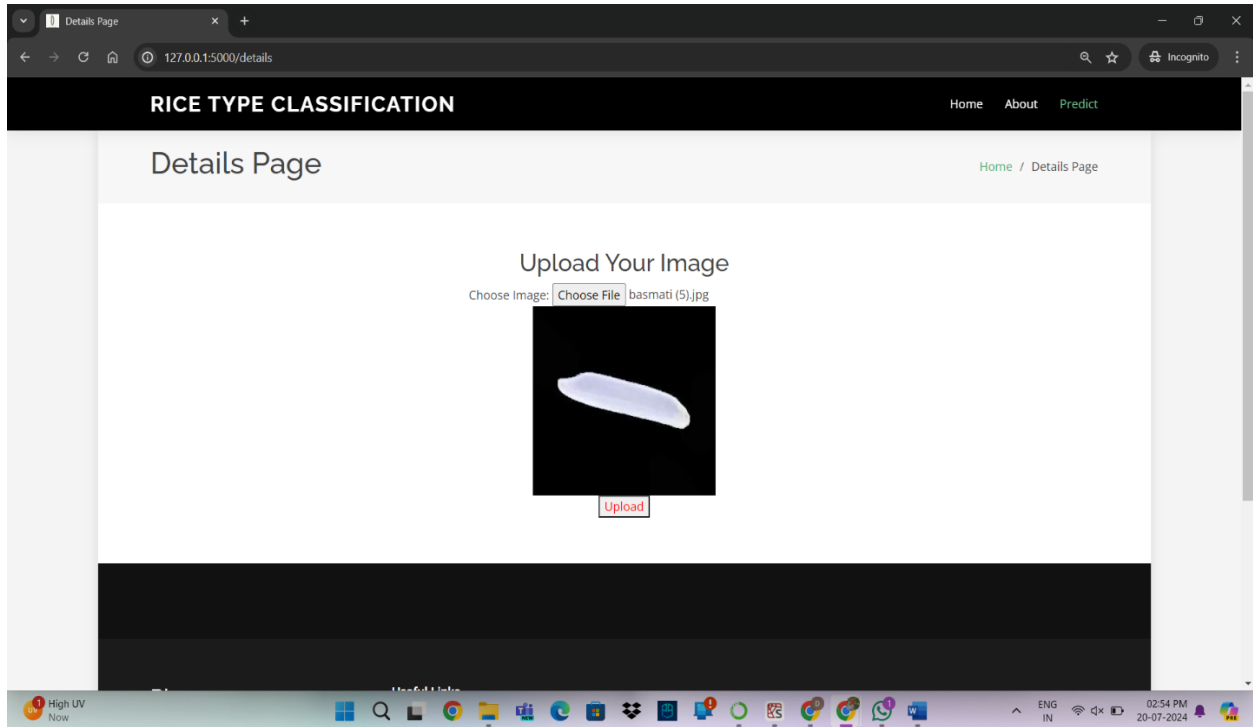 Details Page
127.0.0.1:5000/details
Incognito
RICE TYPE CLASSIFICATION
Home About Predict
Details Page
Home / Details Page
Upload Your Image
Choose Image: Choose File basmati (5).jpg
Upload
Useful Links
High UV
Now
ENG
IN
02:54 PM
20-07-2024